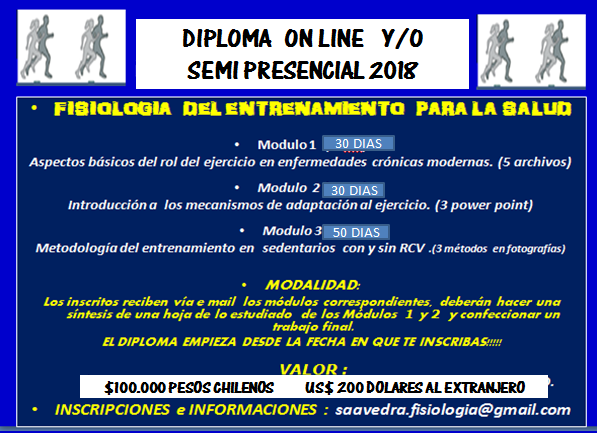 DIPLOMA ON LINE Y/O
SEMI PRESENCIAL 2018
• FISIOLOGIA DEL ENTRENAMIENTO PARA LA SALUD
• Modulo 1 30 DIAS
Aspectos básicos del rol del ejercicio en enfermedades crónicas modernas. (5 archivos)
• Modulo 2 30 DIAS
Introducción a los mecanismos de adaptación al ejercicio. (3 power point)
• Modulo 3 50 DIAS
Metodología del entrenamiento en sedentarios con y sin RCV .(3 métodos en fotografías)
• MODALIDAD:
Los inscritos reciben vía e mail los módulos correspondientes, deberán hacer una
síntesis de una hoja de lo estudiado de los Módulos 1 y 2 y confeccionar un
trabajo final.
EL DIPLOMA EMPIEZA DESDE LA FECHA EN QUE TE INSCRIBAS!!!!!
VALOR :
$100.000 PESOS CHILENOS US$ 200 DOLARES AL EXTRANJERO
• INSCRIPCIONES e INFORMACIONES : saavedra.fisiologia@gmail.com